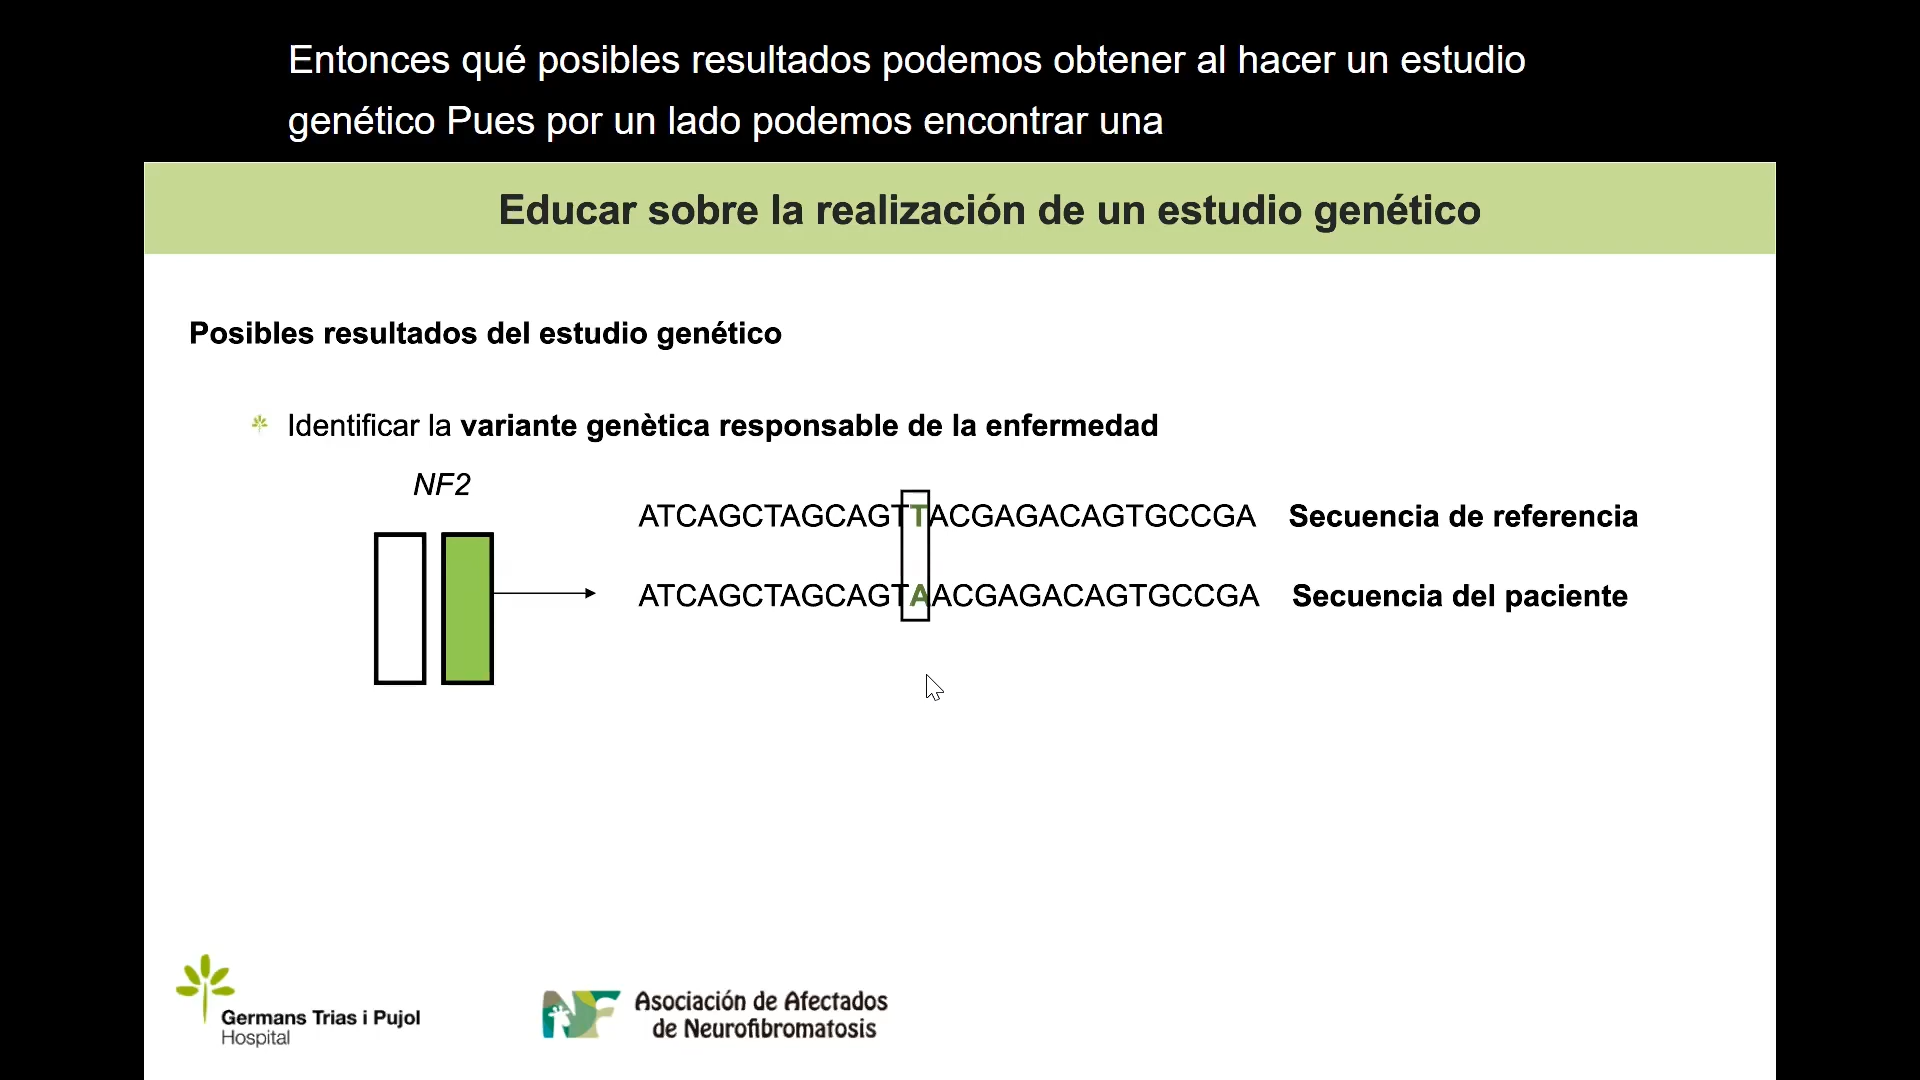 Entonces qué posibles resultados podemos obtener al hacer un estudio
genético Pues por un lado podemos encontrar una
Educar sobre la realización de un estudio genético
Posibles resultados del estudio genético
Identificar la variante genètica responsable de la enfermedad
NF2
ATCAGCTAGCAGTTACGAGACAGTGCCGA Secuencia de referencia
ATCAGCTAGCAGTAACGAGACAGTGCCGA Secuencia del paciente
Germans Trias i Pujol
Hospital
NF
Asociación de Afectados
de Neurofibromatosis